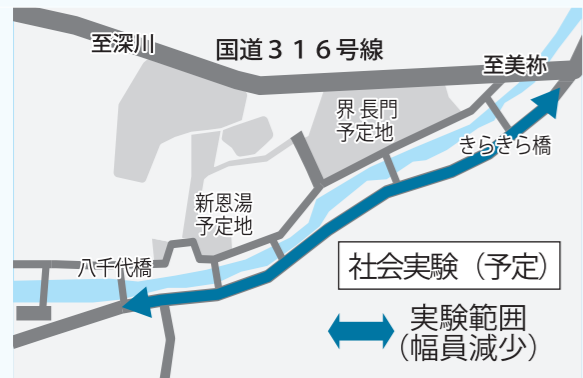 至深川
国道３１６号線
至美祢
界 長門
予定地
きらきら橋
新恩湯
予定地
八千代橋
社会実験（予定）
実験範囲
（幅員減少）